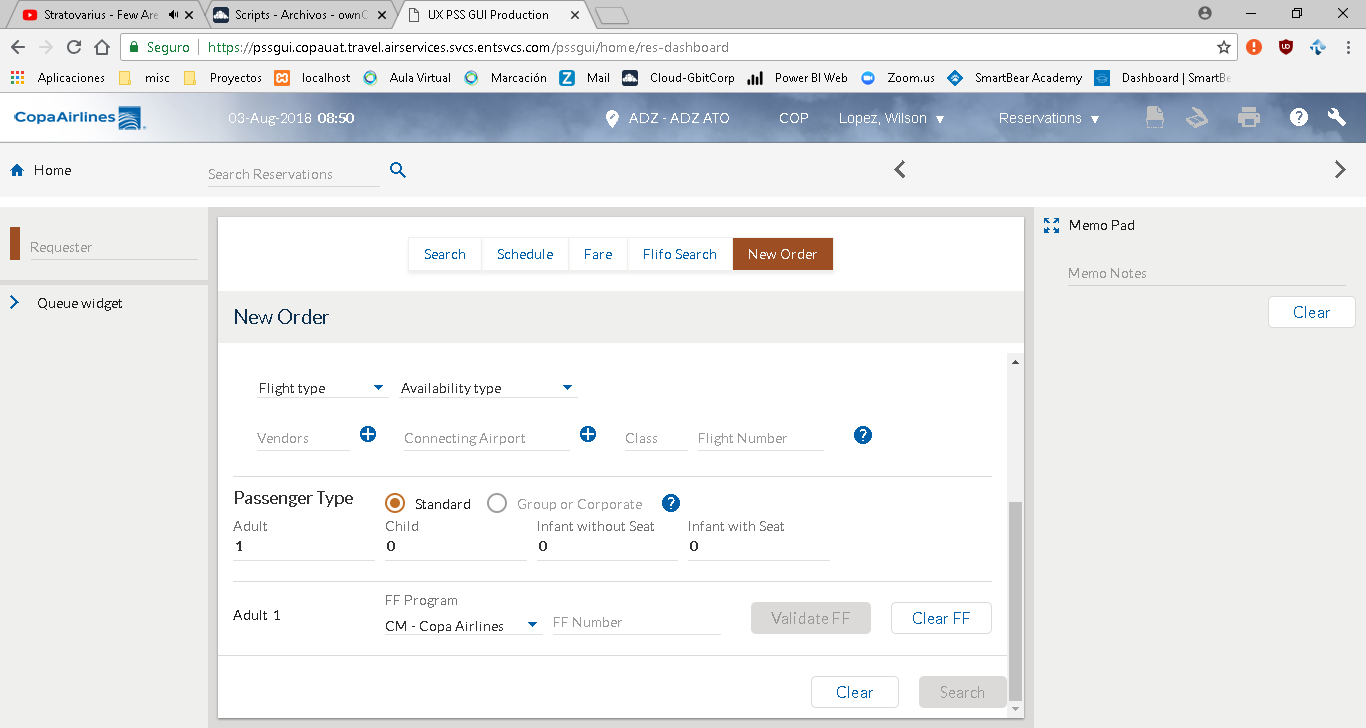 Stratovarius - Few Are
Scripts - Archivos - ownC
UX PSS GUI Production
Seguro
https://pssgui.copauat.travel.airservices.svcs.entsvcs.com/pssgui/home/res-dashboard
Aplicaciones misc Proyectos localhost Aula Virtual Marcación Mail Cloud-GbitCorp Power BI Web Zoom.us SmartBear Academy Dashboard | SmartBe
CopaAirlines 03-Aug-2018 08:50 ADZ - ADZ ATO COP Lopez, Wilson Reservations
Home Search Reservations
Requester
Queue widget
Search Schedule Fare Flifo Search New Order
New Order
Flight type Availability type
Vendors Connecting Airport Class Flight Number
Passenger Type Standard Group or Corporate
Adult Child Infant without Seat Infant with Seat
1 0 0 0
FF Program
Adult 1 CM - Copa Airlines FF Number Validate FF Clear FF
Clear Search
Memo Pad
Memo Notes
Clear